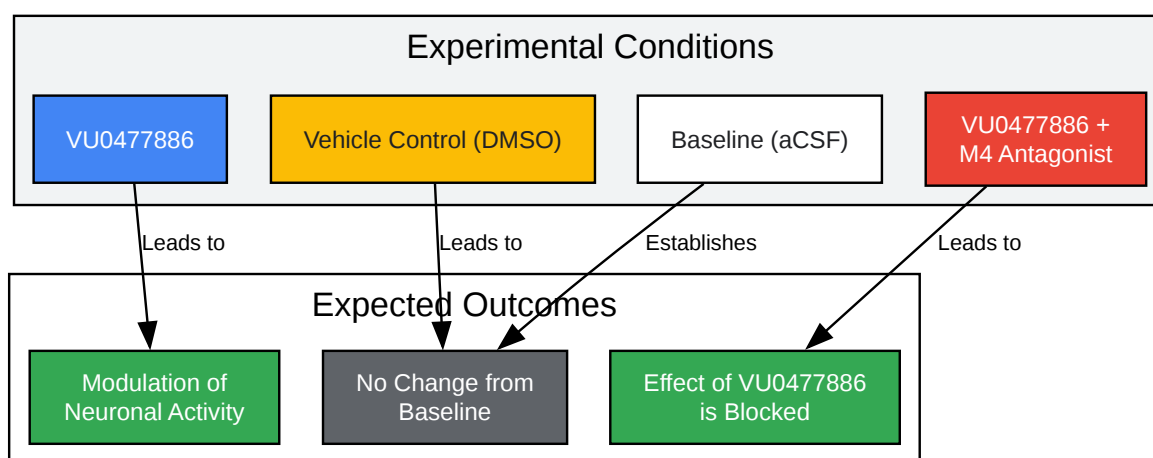 Experimental Conditions
VU0477886
Vehicle Control (DMSO)
Baseline (aCSF)
VU0477886 +
M4 Antagonist
Leads to
Leads to
Establishes
Leads to
Expected Outcomes
Modulation of
Neuronal Activity
No Change from
Baseline
Effect of VU0477886
is Blocked